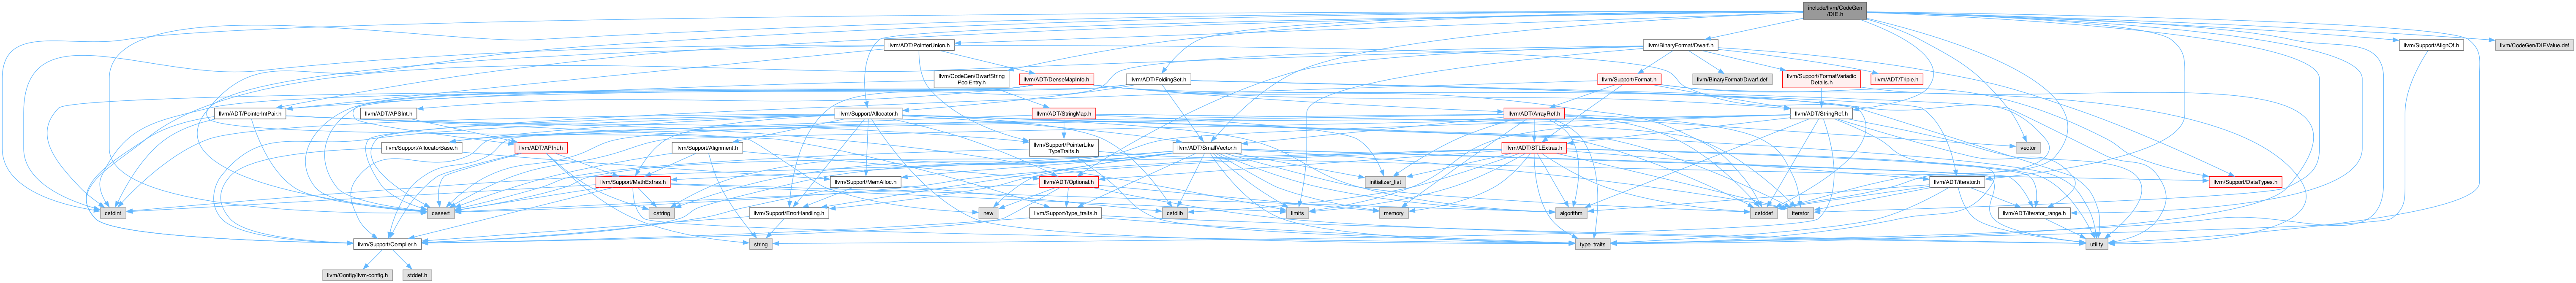 include/llvm/CodeGen
/DIE.h
llvm/ADT/PointerUnion.h
llvm/BinaryFormat/Dwarf.h
llvm/Support/AlignOf.h
llvm/CodeGen/DIEValue.def
llvm/CodeGen/DwarfString
PoolEntry.h
llvm/ADT/DenseMapInfo.h
llvm/ADT/FoldingSet.h
llvm/Support/Format.h
llvm/BinaryFormat/Dwarf.def
llvm/Support/FormatVariadic
Details.h
llvm/ADT/Triple.h
llvm/ADT/PointerIntPair.h
llvm/ADT/APSInt.h
llvm/Support/Allocator.h
llvm/ADT/StringMap.h
llvm/ADT/ArrayRef.h
llvm/ADT/StringRef.h
vector
llvm/Support/AllocatorBase.h
llvm/ADT/APInt.h
llvm/Support/Alignment.h
llvm/Support/PointerLike
TypeTraits.h
llvm/ADT/SmallVector.h
llvm/ADT/STLExtras.h
llvm/Support/MathExtras.h
llvm/Support/MemAlloc.h
llvm/ADT/Optional.h
initializer_list
llvm/ADT/iterator.h
llvm/Support/DataTypes.h
cstdint
cassert
cstring
llvm/Support/ErrorHandling.h
new
llvm/Support/type_traits.h
cstdlib
limits
memory
algorithm
cstddef
iterator
llvm/ADT/iterator_range.h
llvm/Support/Compiler.h
string
type_traits
utility
llvm/Config/llvm-config.h
stddef.h